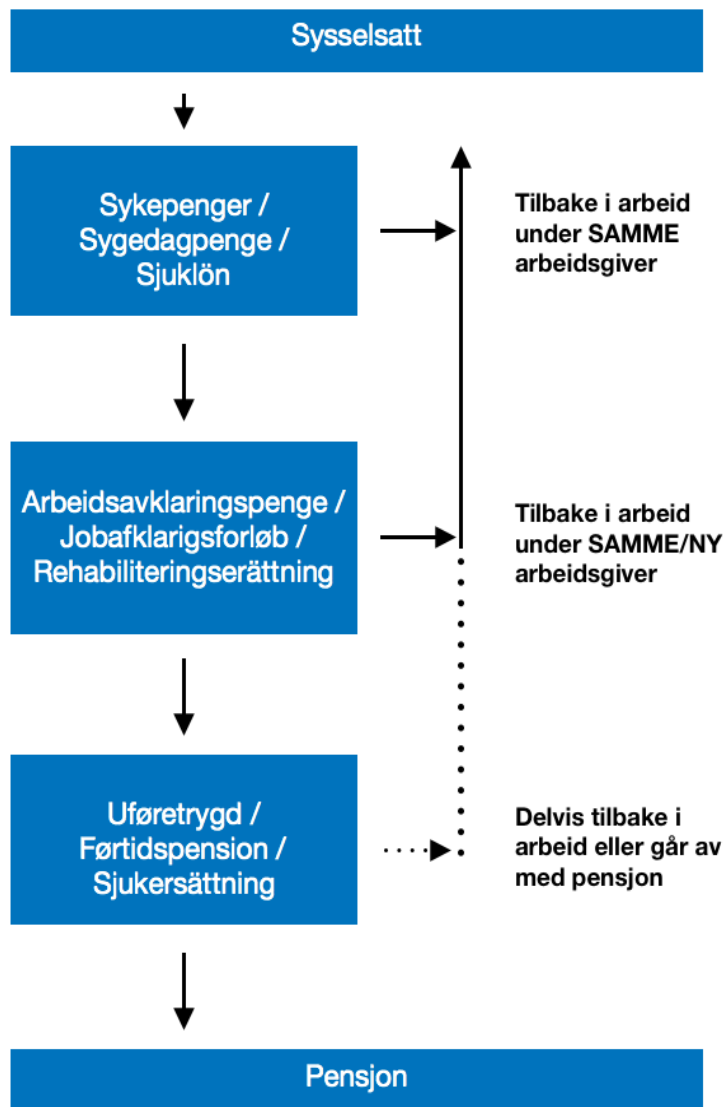 Sysselsatt
Sykepenger /
Sygedagpenge /
Sjuklön
Tilbake i arbeid
under SAMME
arbeidsgiver
Arbeidsavklaringspenge /
Jobafklarigsforløb /
Rehabiliteringserättning
Tilbake i arbeid
under SAMME/NY
arbeidsgiver
Uføretrygd /
Førtidspension /
Sjukersättning
Delvis tilbake i
arbeid eller går av
med pensjon
Pensjon